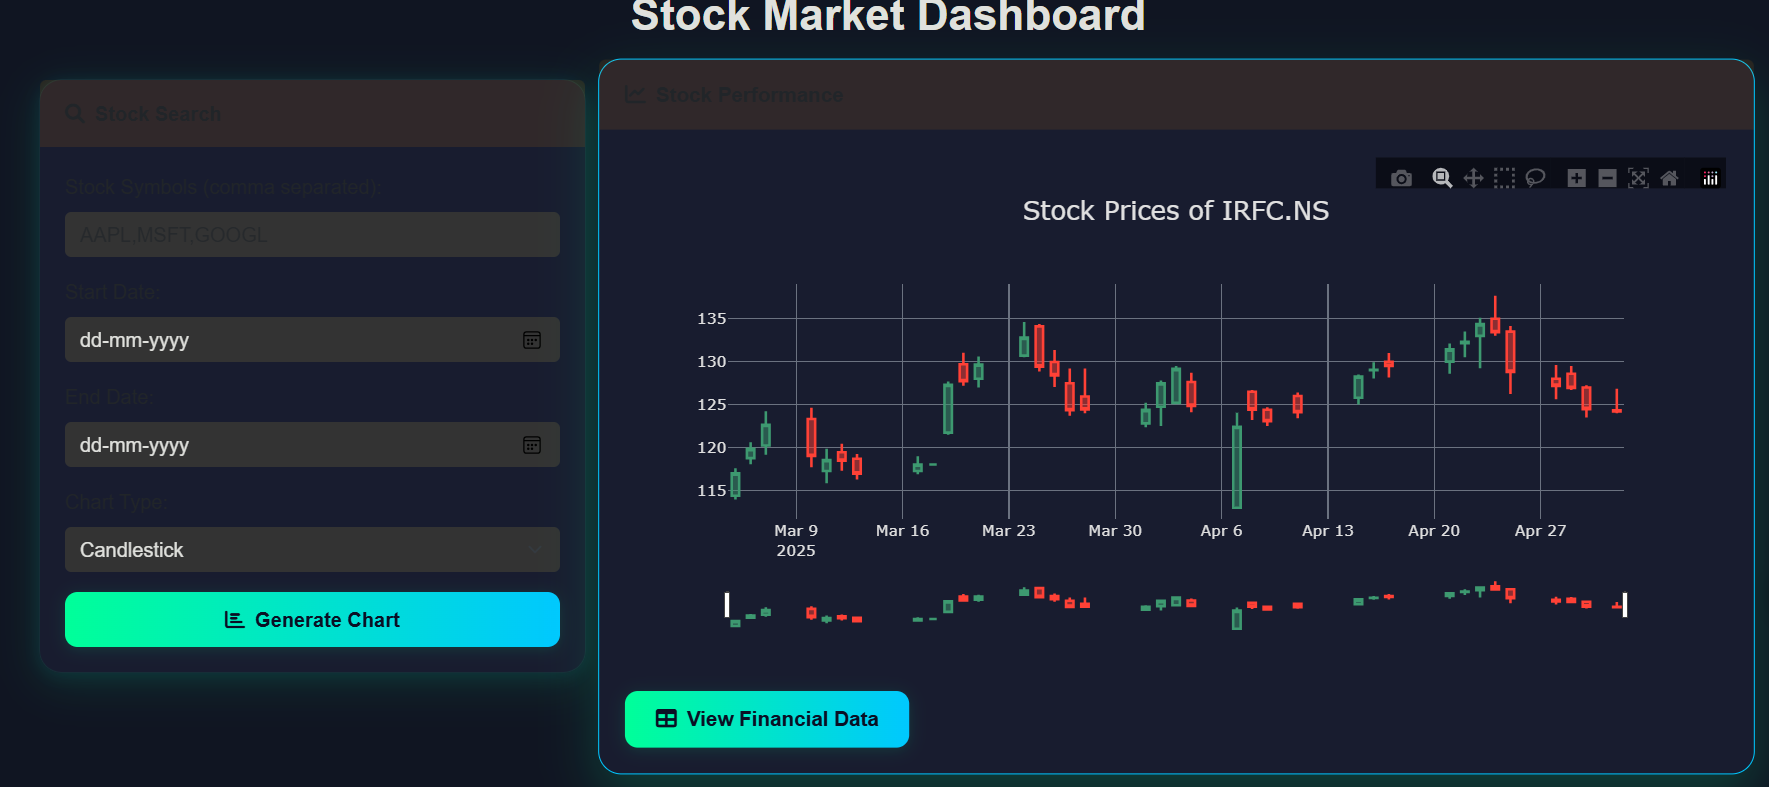 Stock Market Dashboard
Stock Search
Stock Symbols (comma separated):
AAPL,MSFT,GOOGL
Start Date:
dd-mm-yyyy
End Date:
dd-mm-yyyy
Chart Type:
Candlestick
Generate Chart
Stock Performance
Stock Prices of IRFC.NS
135
130
125
120
115
Mar 9 Mar 16 Mar 23 Mar 30 Apr 6 Apr 13 Apr 20 Apr 27
2025
View Financial Data